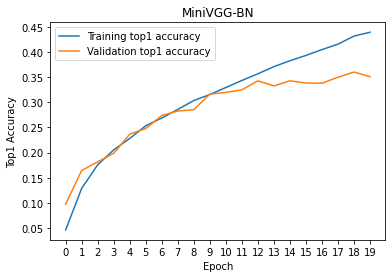 MiniVGG-BN
Training top1 accuracy
Validation top1 accuracy
Top1 Accuracy
0.45
0.40
0.35
0.30
0.25
0.20
0.15
0.10
0.05
0 1 2 3 4 5 6 7 8 9 10 11 12 13 14 15 16 17 18 19
Epoch